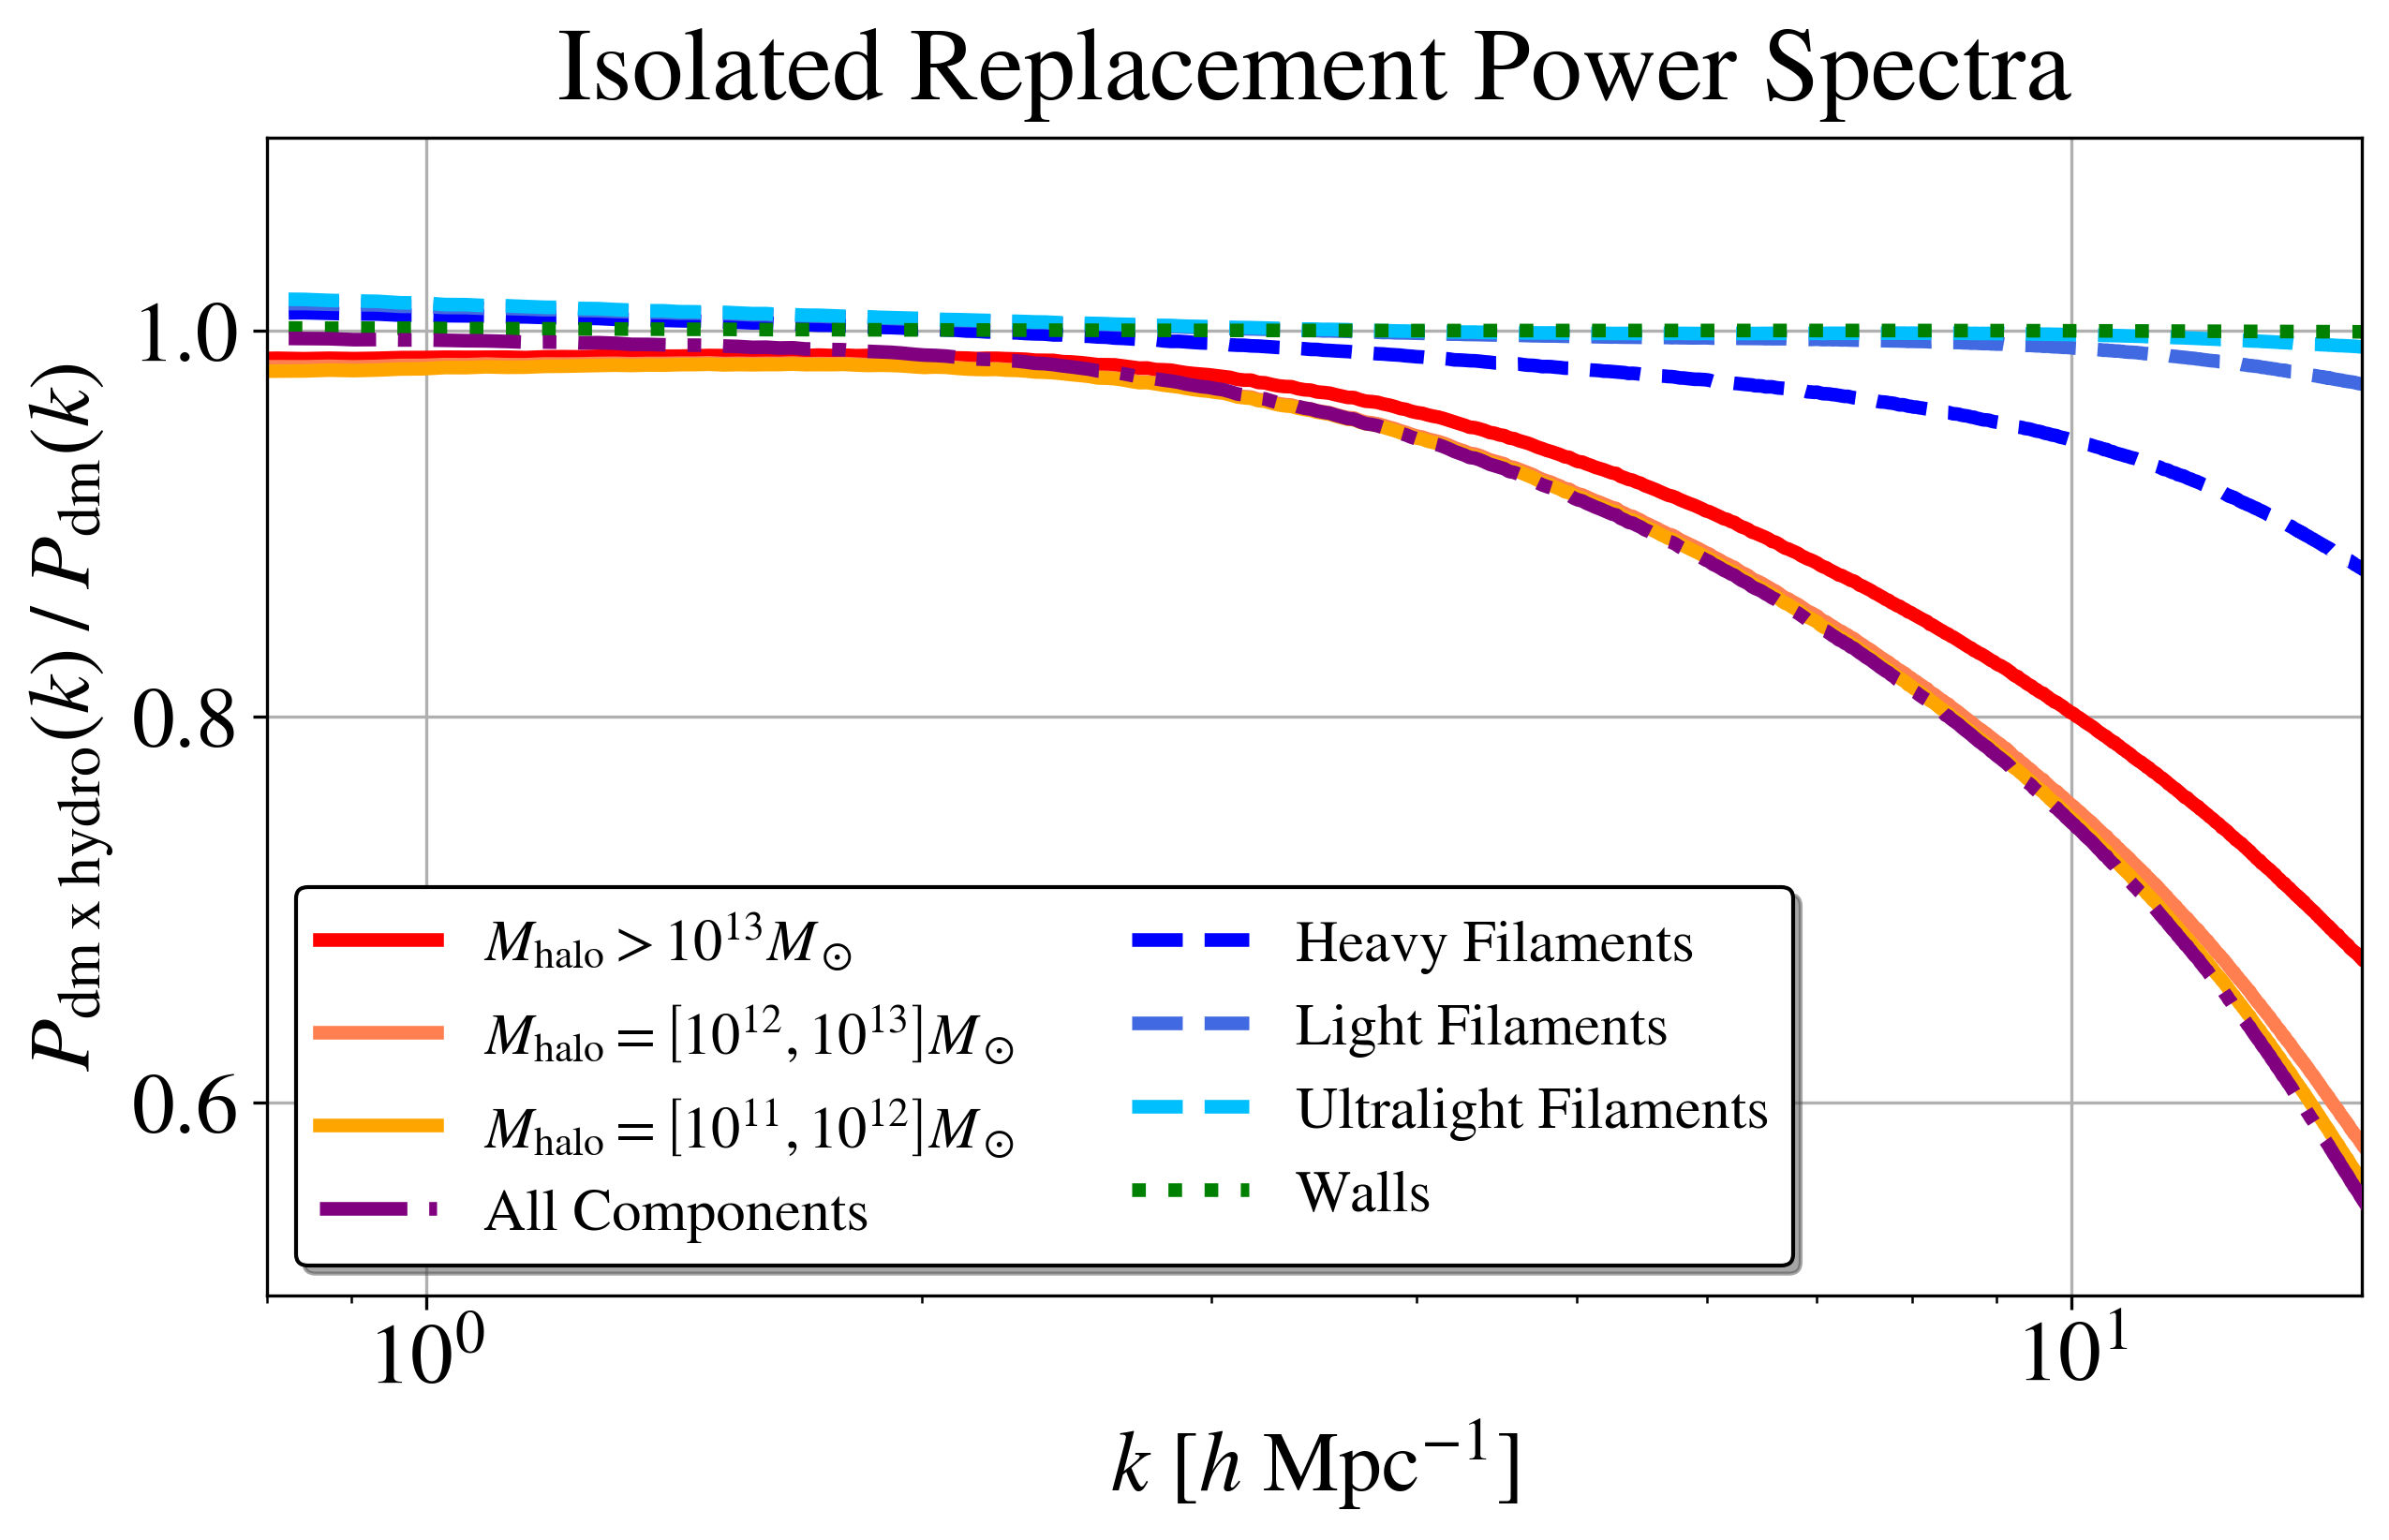 Isolated Replacement Power Spectra
P_dm x hydro(k) / P_dm(k)
1.0
0.8
0.6
M_halo > 10^13 M_⊙
M_halo = [10^12, 10^13] M_⊙
M_halo = [10^11, 10^12] M_⊙
All Components
Heavy Filaments
Light Filaments
Ultralight Filaments
Walls
10^0
10^1
k [h Mpc^−1]